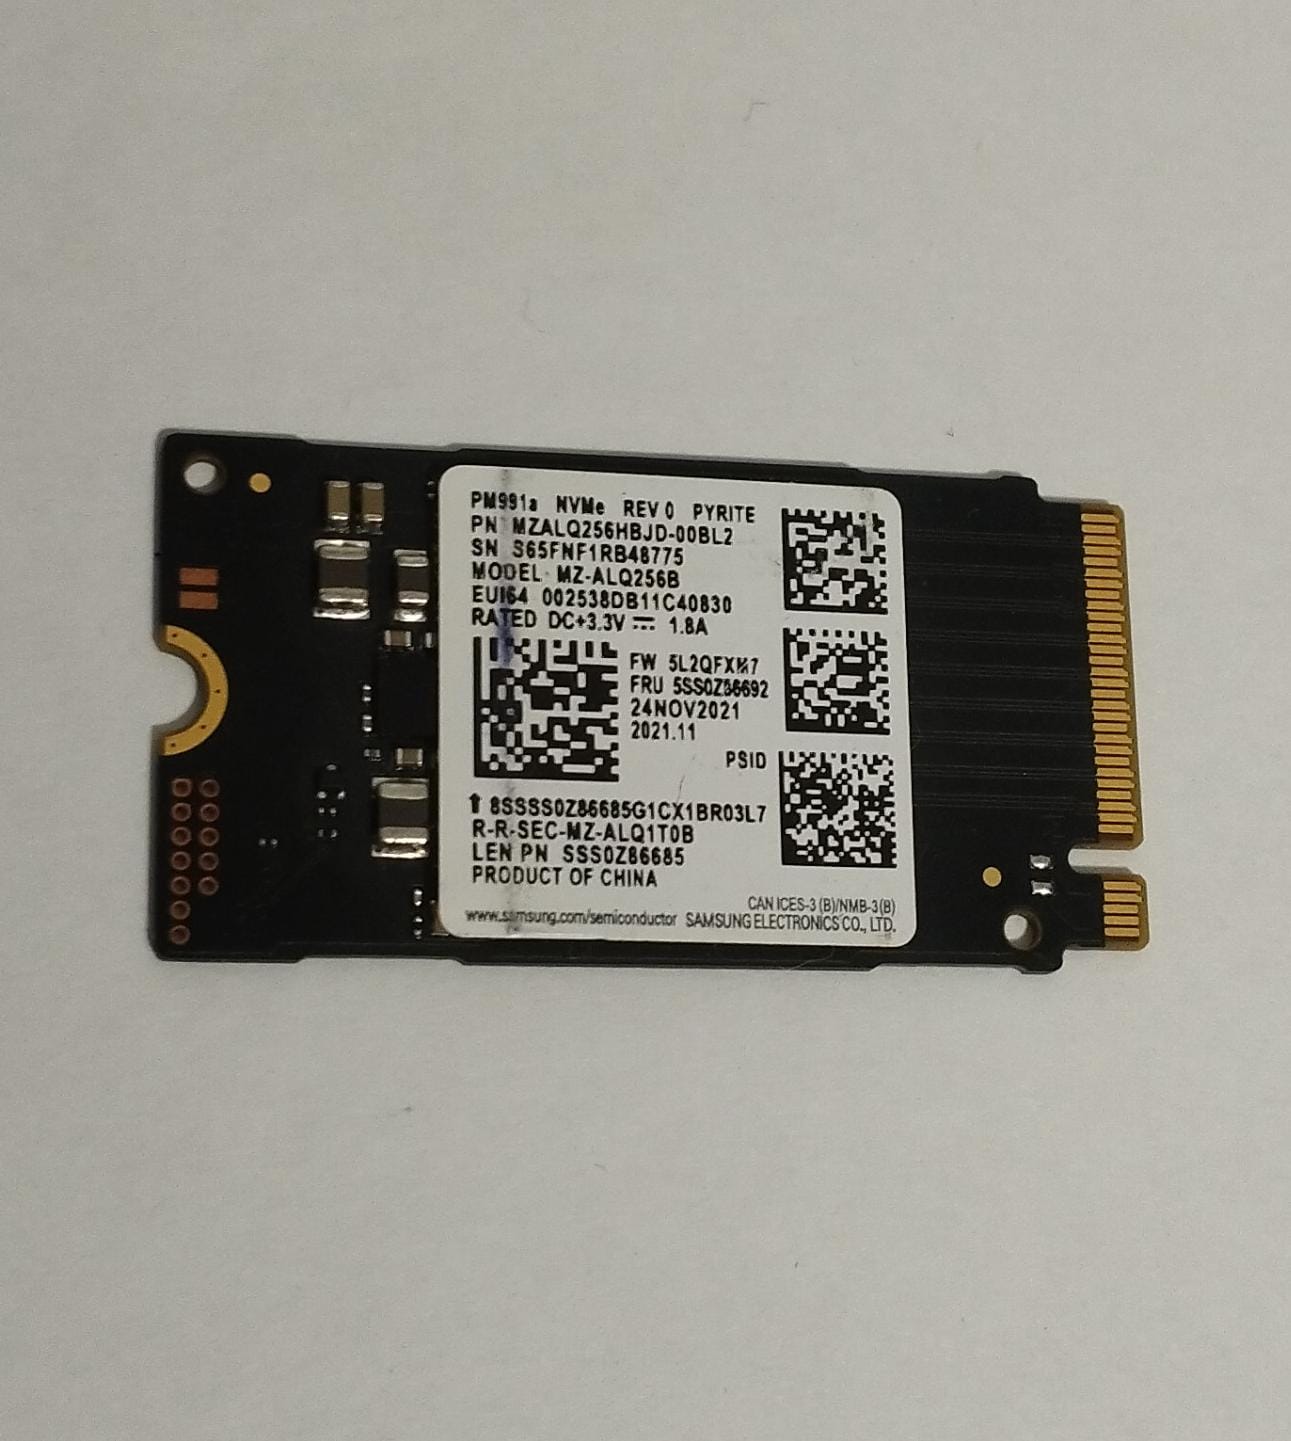 PM991a NVMe REV 0 PYRITE
PN MZALQ256HBJD-00BL2
SN S65FNF1RB48775
MODEL MZ-ALQ256B
EUI64 002538DB11C40830
RATED DC+3.3V ⎓ 1.8A
FW 5L2QFXM7
FRU 5SS0Z86692
24NOV2021
2021.11
PSID
⬆ 8SSSS0Z86685G1CX1BR03L7
R-R-SEC-MZ-ALQ1T0B
LEN PN SSS0Z86685
PRODUCT OF CHINA
CAN ICES-3 (B)/NMB-3(B)
www.samsung.com/semiconductor SAMSUNG ELECTRONICS CO., LTD.